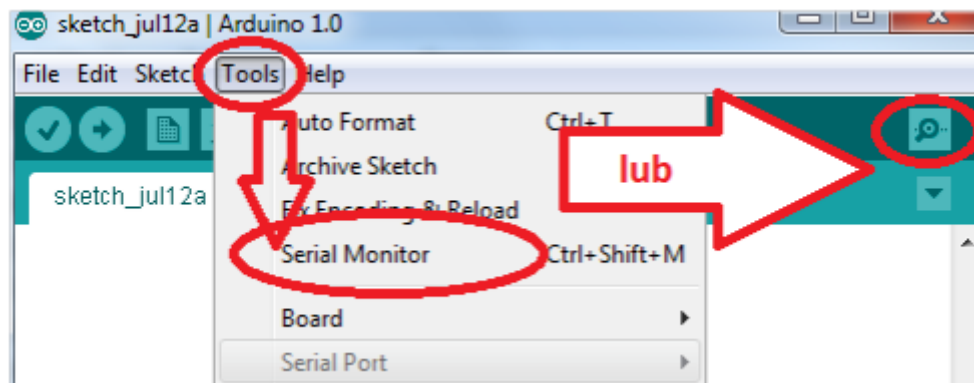 sketch_jul12a | Arduino 1.0
File Edit Sketch Tools Help
sketch_jul12a
Auto Format Ctrl+T
Archive Sketch
Fix Encoding & Reload
Serial Monitor Ctrl+Shift+M
Board
Serial Port
lub